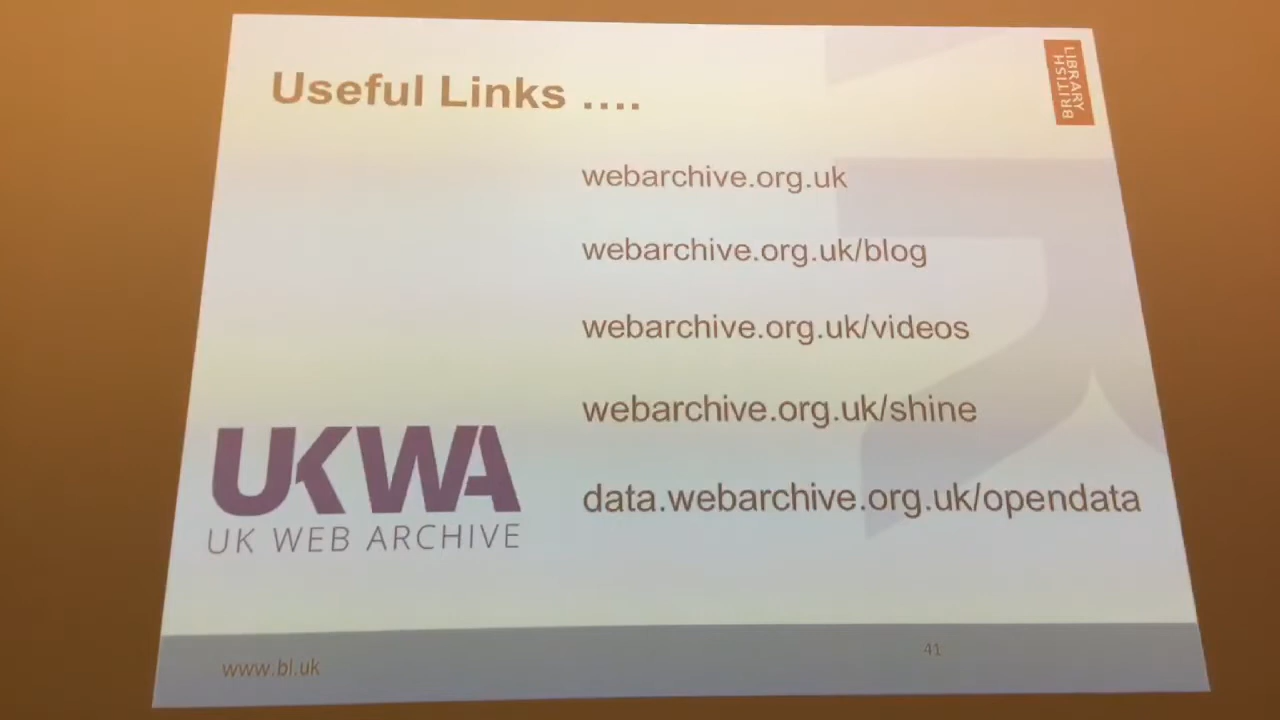 Useful Links ....
LIBRARY
BRITISH
webarchive.org.uk
webarchive.org.uk/blog
webarchive.org.uk/videos
webarchive.org.uk/shine
data.webarchive.org.uk/opendata
UKWA
UK WEB ARCHIVE
www.bl.uk
41